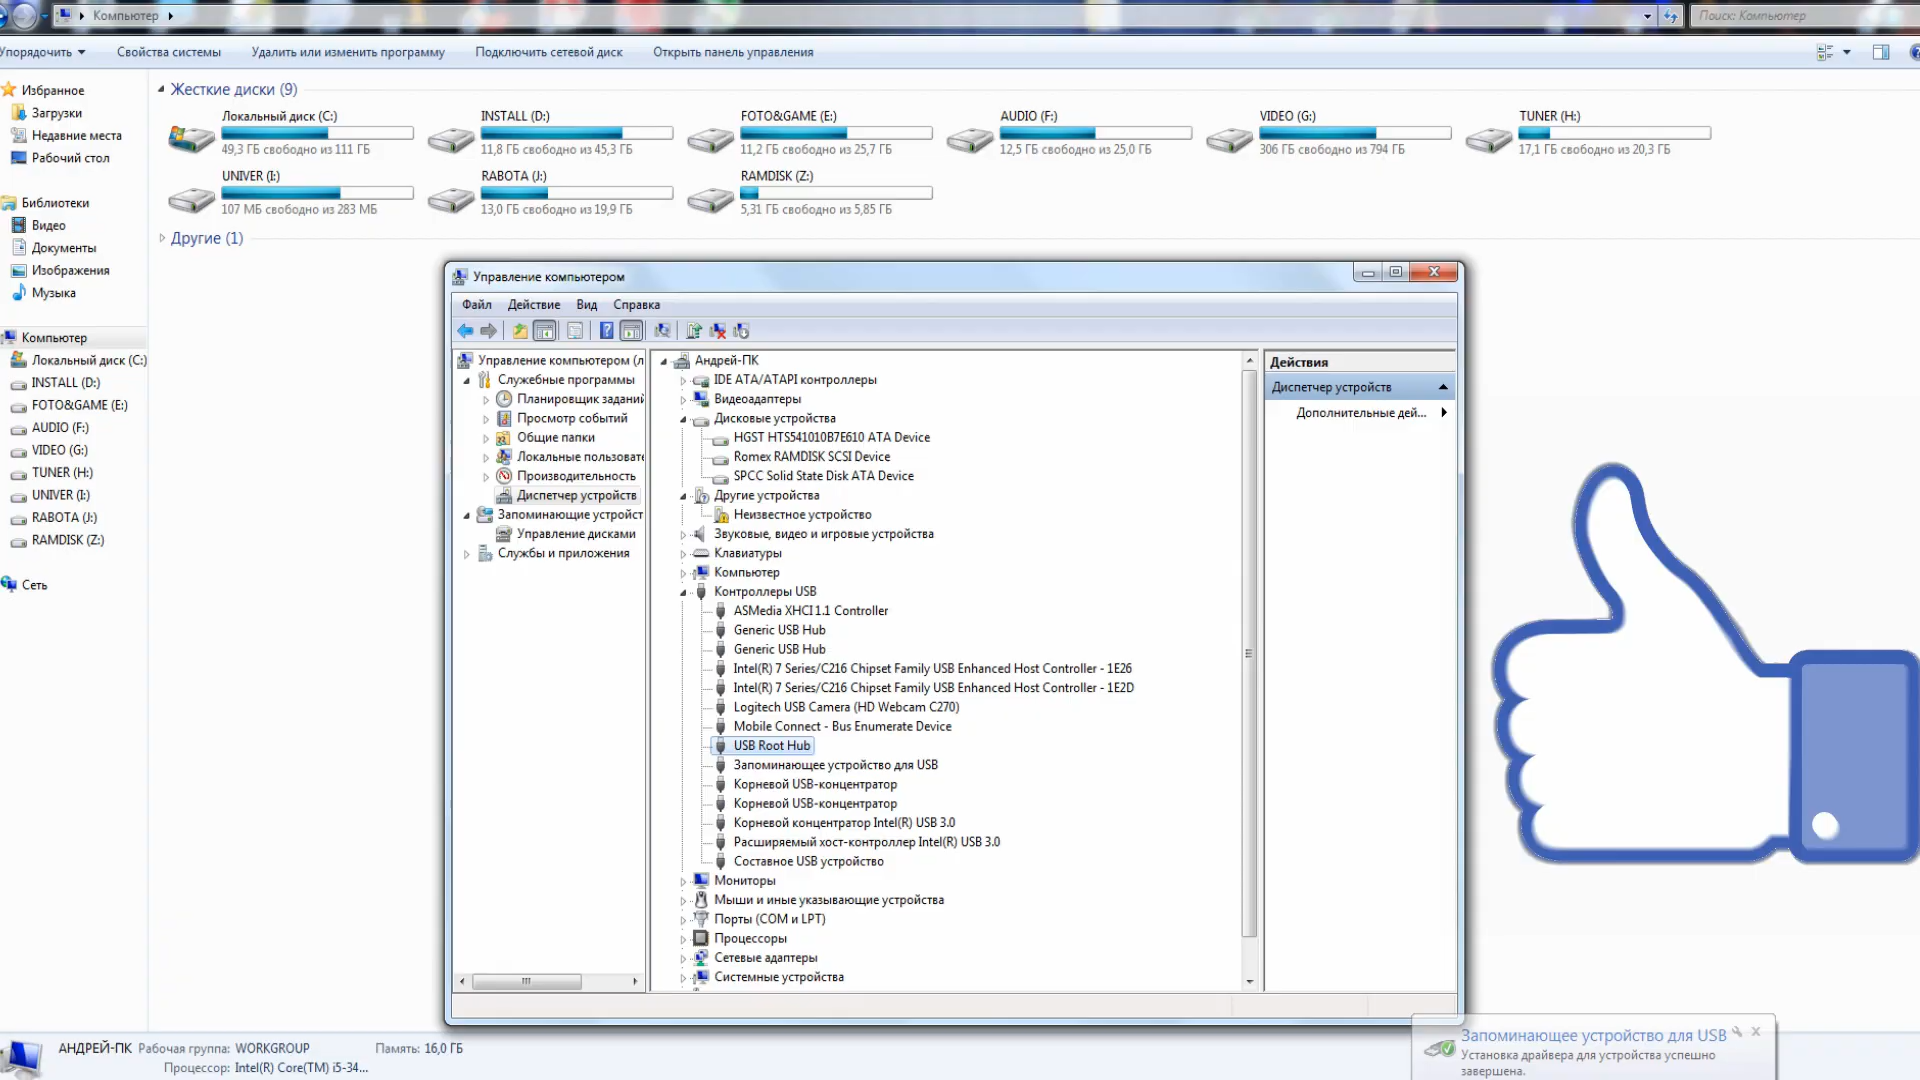 Компьютер
Поиск: Компьютер
Упорядочить
Свойства системы
Удалить или изменить программу
Подключить сетевой диск
Открыть панель управления
Избранное
Загрузки
Недавние места
Рабочий стол
Библиотеки
Видео
Документы
Изображения
Музыка
Компьютер
Локальный диск (C:)
INSTALL (D:)
FOTO&GAME (E:)
AUDIO (F:)
VIDEO (G:)
TUNER (H:)
UNIVER (I:)
RABOTA (J:)
RAMDISK (Z:)
Сеть
Жесткие диски (9)
Локальный диск (C:)
49,3 ГБ свободно из 111 ГБ
INSTALL (D:)
11,8 ГБ свободно из 45,3 ГБ
FOTO&GAME (E:)
11,2 ГБ свободно из 25,7 ГБ
AUDIO (F:)
12,5 ГБ свободно из 25,0 ГБ
VIDEO (G:)
306 ГБ свободно из 794 ГБ
TUNER (H:)
17,1 ГБ свободно из 20,3 ГБ
UNIVER (I:)
107 МБ свободно из 283 МБ
RABOTA (J:)
13,0 ГБ свободно из 19,9 ГБ
RAMDISK (Z:)
5,31 ГБ свободно из 5,85 ГБ
Другие (1)
Управление компьютером
Файл Действие Вид Справка
Управление компьютером (л
Служебные программы
Планировщик заданий
Просмотр событий
Общие папки
Локальные пользовате
Производительность
Диспетчер устройств
Запоминающие устройст
Управление дисками
Службы и приложения
Андрей-ПК
IDE ATA/ATAPI контроллеры
Видеоадаптеры
Дисковые устройства
HGST HTS541010B7E610 ATA Device
Romex RAMDISK SCSI Device
SPCC Solid State Disk ATA Device
Другие устройства
Неизвестное устройство
Звуковые, видео и игровые устройства
Клавиатуры
Компьютер
Контроллеры USB
ASMedia XHCI 1.1 Controller
Generic USB Hub
Generic USB Hub
Intel(R) 7 Series/C216 Chipset Family USB Enhanced Host Controller - 1E26
Intel(R) 7 Series/C216 Chipset Family USB Enhanced Host Controller - 1E2D
Logitech USB Camera (HD Webcam C270)
Mobile Connect - Bus Enumerate Device
USB Root Hub
Запоминающее устройство для USB
Корневой USB-концентратор
Корневой USB-концентратор
Корневой концентратор Intel(R) USB 3.0
Расширяемый хост-контроллер Intel(R) USB 3.0
Составное USB устройство
Мониторы
Мыши и иные указывающие устройства
Порты (COM и LPT)
Процессоры
Сетевые адаптеры
Системные устройства
Действия
Диспетчер устройств
Дополнительные дей...
АНДРЕЙ-ПК Рабочая группа: WORKGROUP Память: 16,0 ГБ
Процессор: Intel(R) Core(TM) i5-34...
Запоминающее устройство для USB
Установка драйвера для устройства успешно
завершена.